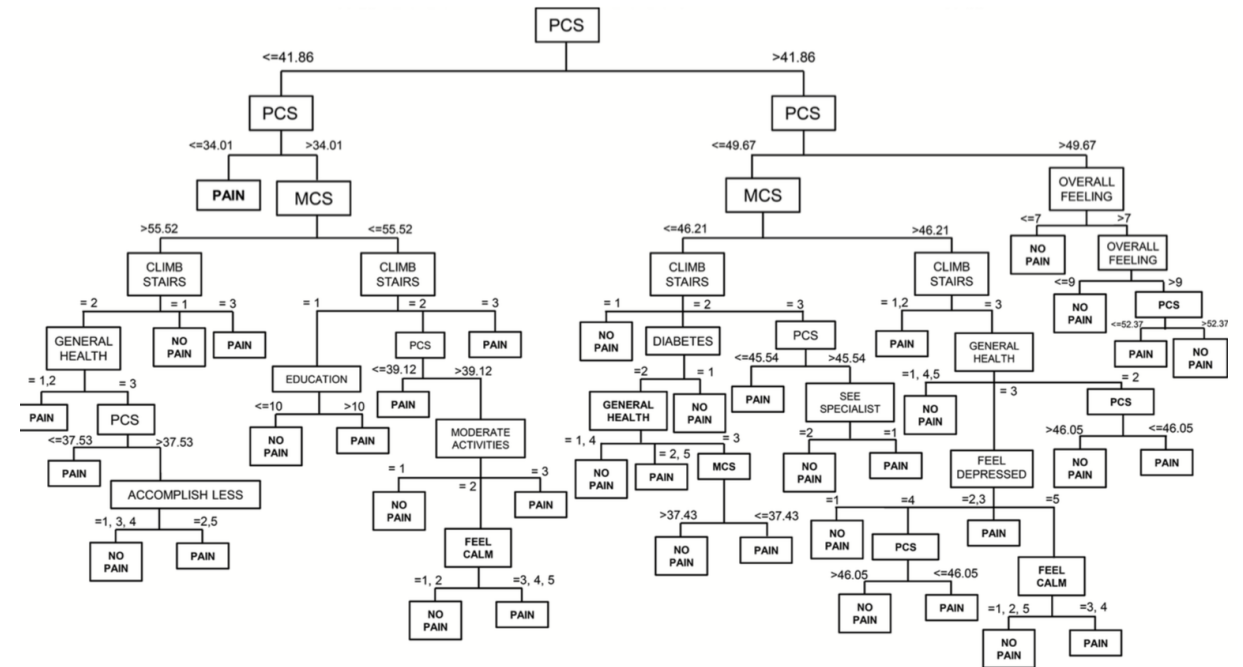 PCS
<=41.86
>41.86
PCS
PCS
<=34.01
>34.01
<=49.67
>49.67
PAIN
MCS
MCS
OVERALL
FEELING
>55.52
<=55.52
<=46.21
>46.21
<=7
>7
CLIMB
STAIRS
CLIMB
STAIRS
CLIMB
STAIRS
CLIMB
STAIRS
NO
PAIN
OVERALL
FEELING
= 2
= 1
= 3
= 1
= 2
= 3
= 1
= 2
= 3
= 1,2
= 3
<=9
>9
GENERAL
HEALTH
NO
PAIN
PAIN
PCS
PAIN
NO
PAIN
DIABETES
PCS
PAIN
GENERAL
HEALTH
NO
PAIN
PCS
<=52.37
>52.37
PAIN
NO
PAIN
= 1,2
= 3
EDUCATION
<=39.12
>39.12
=2
= 1
<=45.54
>45.54
=1, 4,5
= 3
= 2
PAIN
PCS
<=10
>10
PAIN
GENERAL
HEALTH
NO
PAIN
PAIN
SEE
SPECIALIST
NO
PAIN
PCS
<=37.53
>37.53
NO
PAIN
PAIN
MODERATE
ACTIVITIES
= 1, 4
= 2, 5
= 3
=2
=1
>46.05
<=46.05
PAIN
ACCOMPLISH LESS
= 1
= 2
= 3
NO
PAIN
PAIN
MCS
NO
PAIN
PAIN
FEEL
DEPRESSED
NO
PAIN
PAIN
=1, 3, 4
=2,5
NO
PAIN
PAIN
>37.43
<=37.43
=1
=4
=2,3
=5
NO
PAIN
PAIN
FEEL
CALM
NO
PAIN
PAIN
NO
PAIN
PCS
PAIN
FEEL
CALM
=1, 2
=3, 4, 5
>46.05
<=46.05
NO
PAIN
PAIN
NO
PAIN
PAIN
=1, 2, 5
=3, 4
NO
PAIN
PAIN